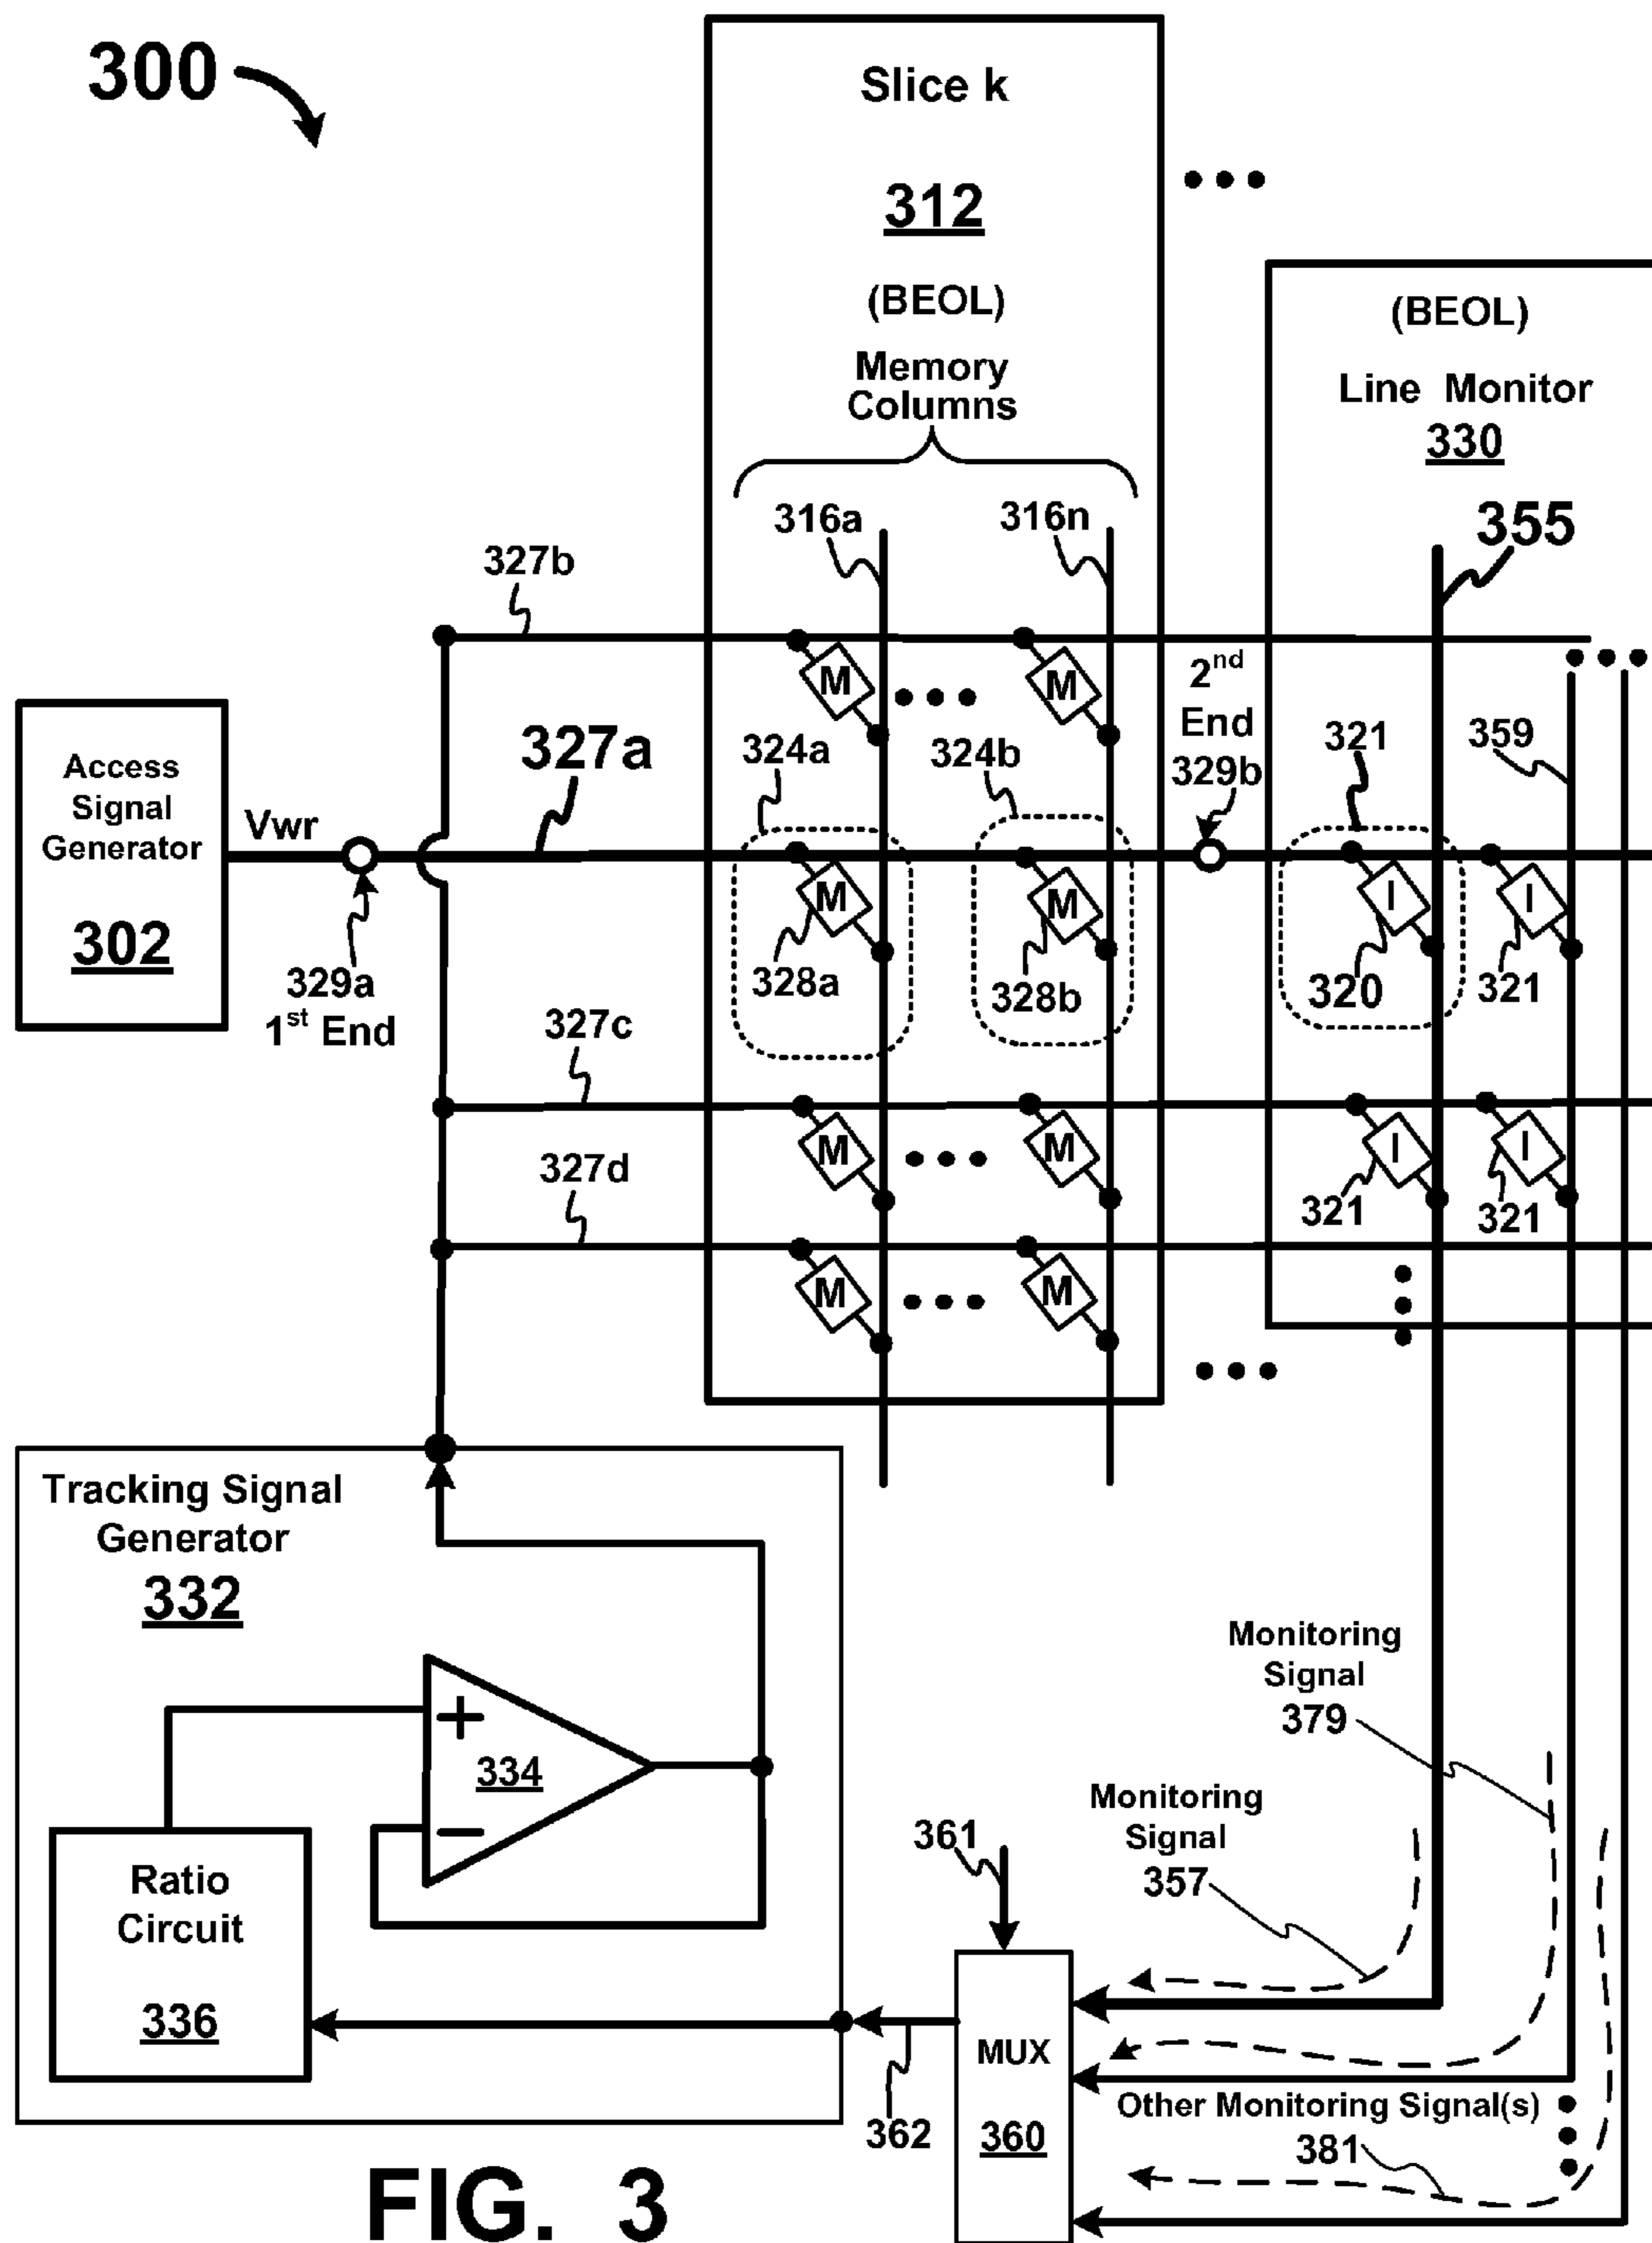 300
Slice k
312
(BEOL)
Memory
Columns
(BEOL)
Line Monitor
330
355
316a
316n
327b
M
M
2nd
End
329b
327a
324a
324b
321
359
Access
Signal
Generator
302
Vwr
M
M
I
I
329a
1st End
328a
328b
320
321
327c
M
M
I
I
327d
321
321
M
M
Tracking Signal
Generator
332
+
334
−
Ratio
Circuit
336
Monitoring
Signal
379
Monitoring
Signal
357
361
MUX
360
362
Other Monitoring Signal(s)
381
FIG. 3